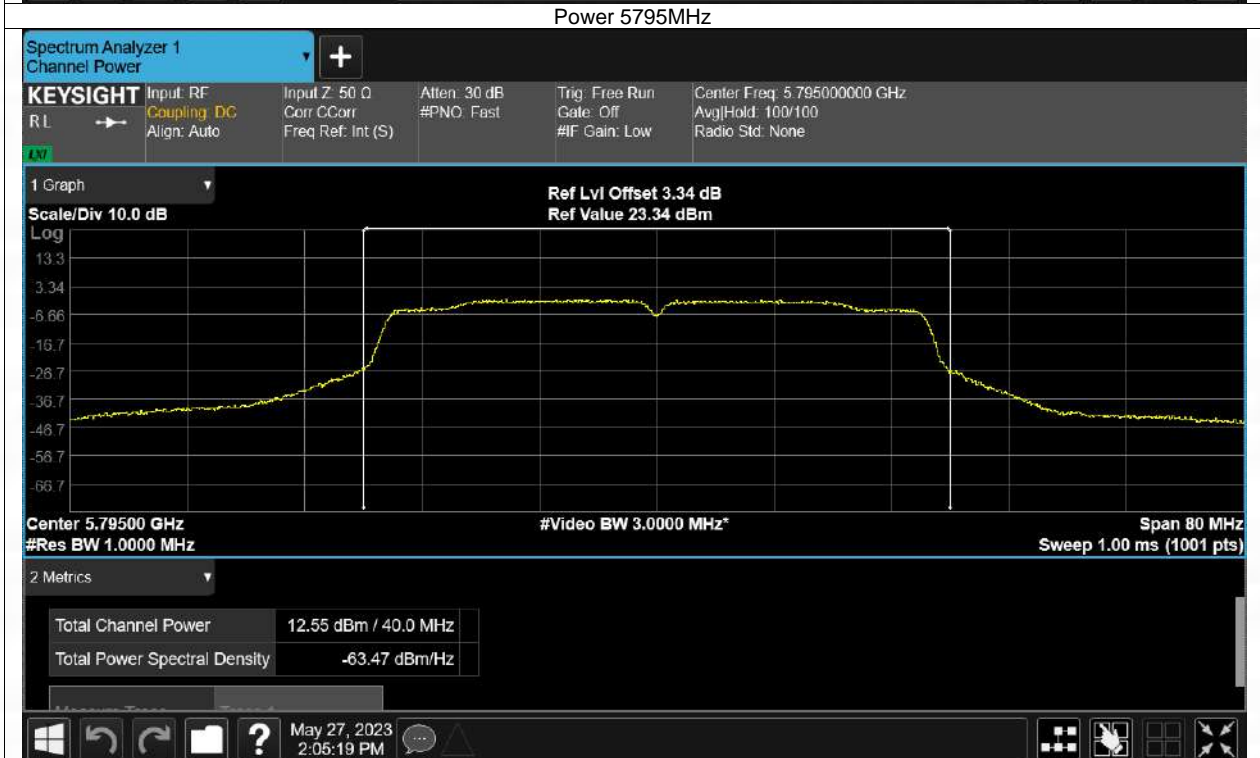 Power 5795MHz
Spectrum Analyzer 1
Channel Power
+
KEYSIGHT Input: RF Input Z: 50 Ω Atten: 30 dB Trig: Free Run Center Freq: 5.795000000 GHz
Coupling: DC Corr CCorr #PNO: Fast Gate: Off Avg|Hold: 100/100
RL Align: Auto Freq Ref: Int (S) #IF Gain: Low Radio Std: None
LXI
1 Graph
Ref Lvl Offset 3.34 dB
Scale/Div 10.0 dB Ref Value 23.34 dBm
Log
13.3
3.34
-6.66
-16.7
-26.7
-36.7
-46.7
-56.7
-66.7
Center 5.79500 GHz #Video BW 3.0000 MHz* Span 80 MHz
#Res BW 1.0000 MHz Sweep 1.00 ms (1001 pts)
2 Metrics
Total Channel Power 12.55 dBm / 40.0 MHz
Total Power Spectral Density -63.47 dBm/Hz
? May 27, 2023
2:05:19 PM